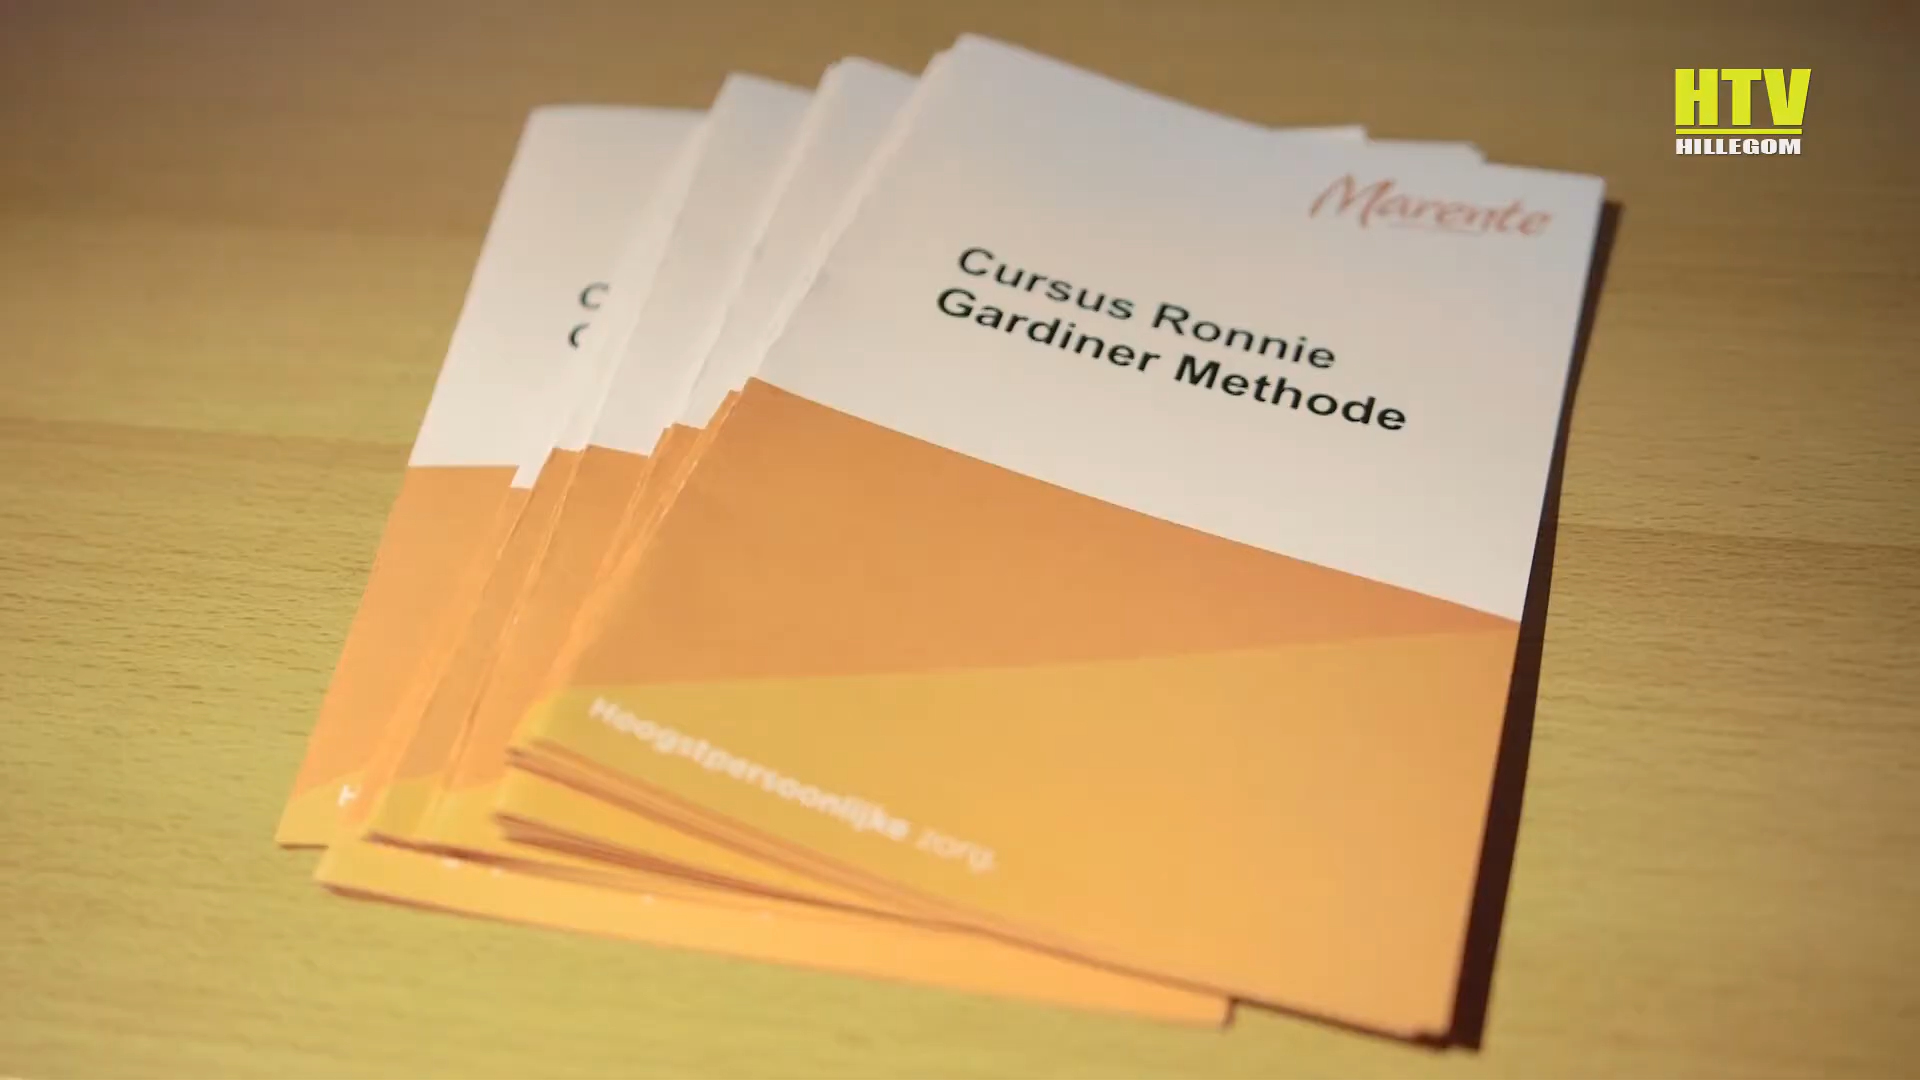 HTV
HILLEGOM
Marente
Cursus Ronnie
Gardiner Methode
Hoogstpersoonlijke zorg.
C
G
H